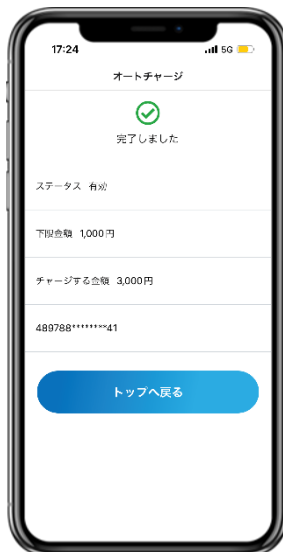 17:24
5G
オートチャージ
完了しました
ステータス 有効
下限金額 1,000円
チャージする金額 3,000円
489788********41
トップへ戻る